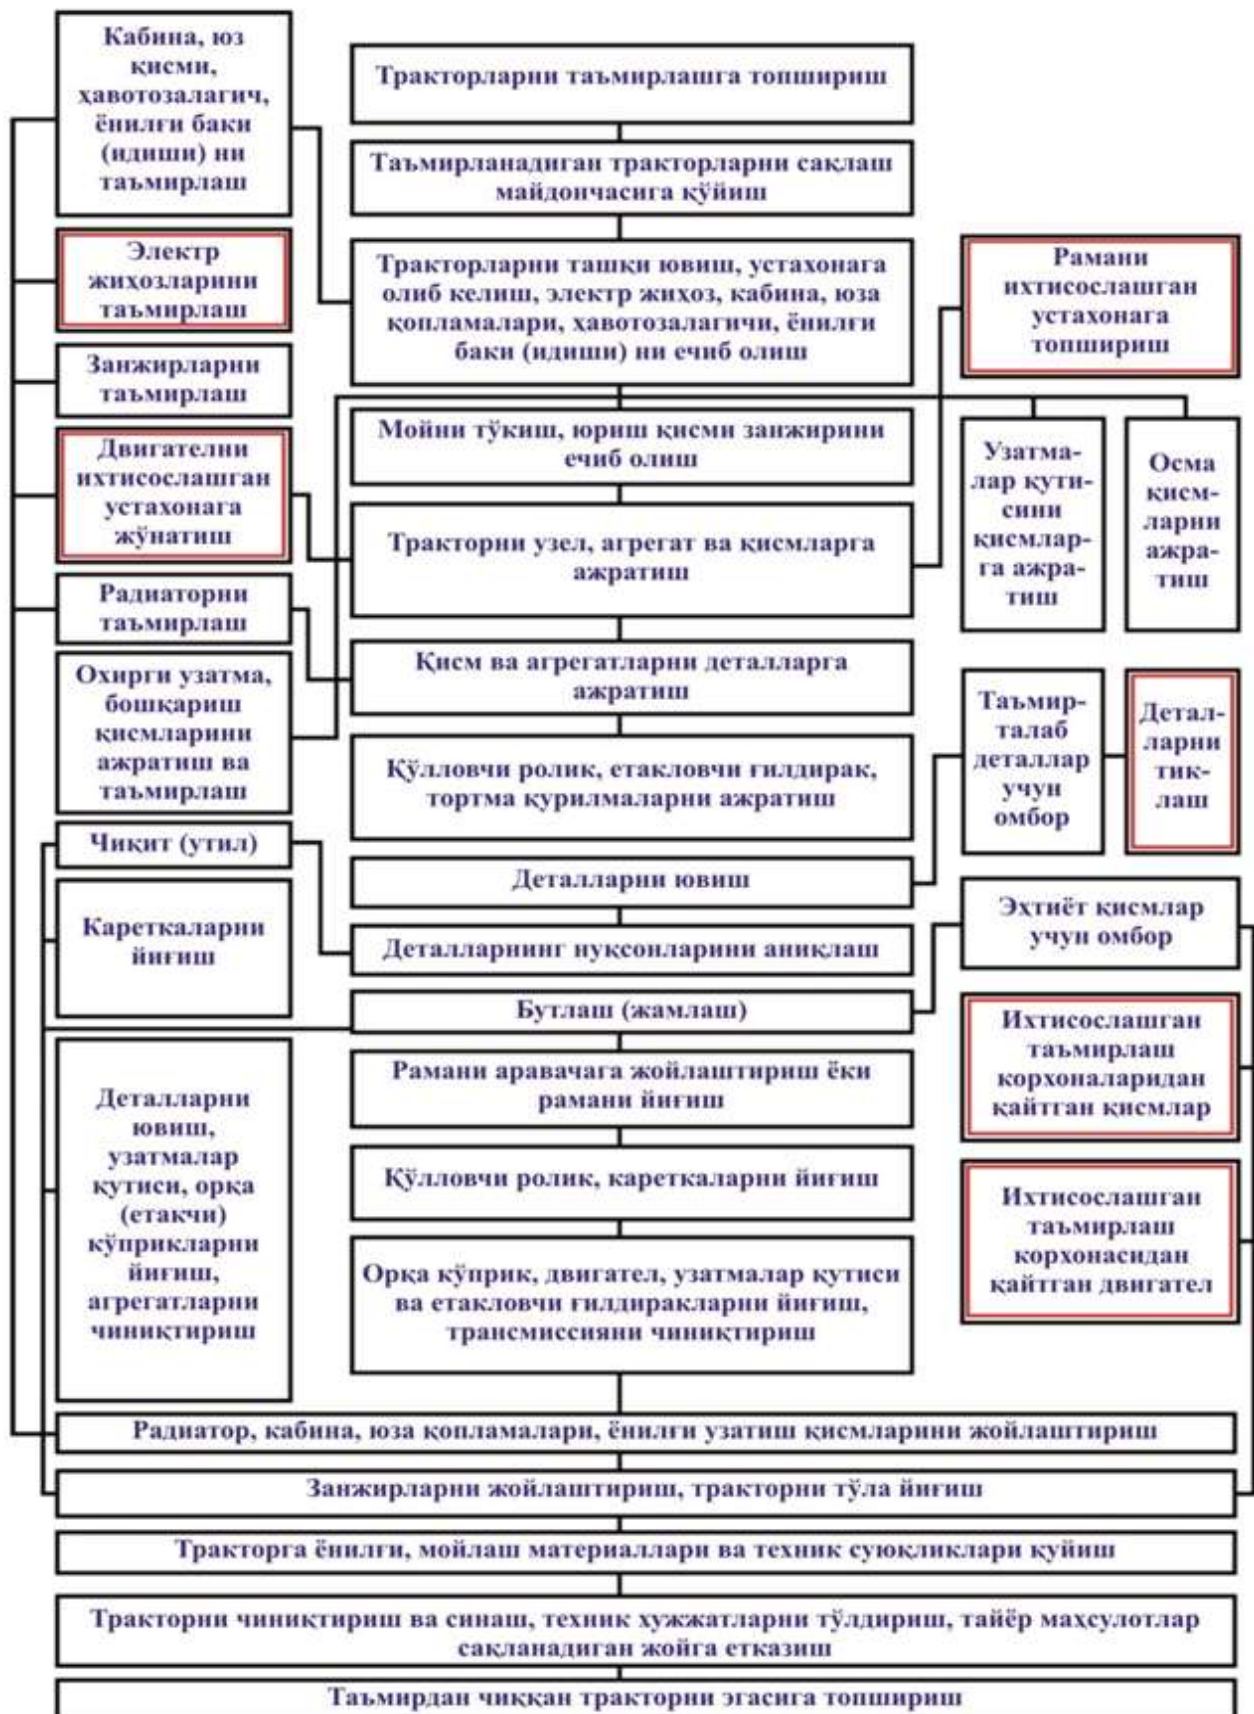 Кабина, юз
қисми,
ҳавотозалагич,
ёнилғи баки
(идиши) ни
таъмирлаш
Электр
жиҳозларини
таъмирлаш
Занжирларни
таъмирлаш
Двигателни
ихтисослашган
устахонага
жўнатиш
Радиаторни
таъмирлаш
Охирги узатма,
бошқариш
қисмларини
ажратиш ва
таъмирлаш
Чиқит (утил)
Кареткаларни
йиғиш
Деталларни
ювиш,
узатмалар
қутиси, орқа
(етакчи)
кўприкларни
йиғиш,
агрегатларни
чиниқтириш
Тракторларни таъмирлашга топшириш
Таъмирланадиган тракторларни сақлаш
майдончасига қўйиш
Тракторларни ташқи ювиш, устахонага
олиб келиш, электр жиҳоз, кабина, юза
қопламалари, ҳавотозалагичи, ёнилғи
баки (идиши) ни ечиб олиш
Мойни тўкиш, юриш қисми занжирини
ечиб олиш
Тракторни узел, агрегат ва қисмларга
ажратиш
Қисм ва агрегатларни деталларга
ажратиш
Қўлловчи ролик, етакловчи ғилдирак,
тортма қурилмаларни ажратиш
Деталларни ювиш
Деталларнинг нуқсонларини аниқлаш
Бутлаш (жамлаш)
Рамани аравачага жойлаштириш ёки
рамани йиғиш
Қўлловчи ролик, кареткаларни йиғиш
Орқа кўприк, двигател, узатмалар қутиси
ва етакловчи ғилдиракларни йиғиш,
трансмиссияни чиниқтириш
Рамани
ихтисослашган
устахонага
топшириш
Узатма-
лар қути-
сини
қисмлар-
га ажра-
тиш
Осма
қисм-
ларни
ажра-
тиш
Таъмир-
талаб
деталлар
учун
омбор
Детал-
ларни
тик-
лаш
Эҳтиёт қисмлар
учун омбор
Ихтисослашган
таъмирлаш
корхоналаридан
қайтган қисмлар
Ихтисослашган
таъмирлаш
корхонасидан
қайтган двигател
Радиатор, кабина, юза қопламалари, ёнилғи узатиш қисмларини жойлаштириш
Занжирларни жойлаштириш, тракторни тўла йиғиш
Тракторга ёнилғи, мойлаш материаллари ва техник суюқликлари қуйиш
Тракторни чиниқтириш ва синаш, техник хужжатларни тўлдириш, тайёр маҳсулотлар
сақланадиган жойга етказиш
Таъмирдан чиққан тракторни эгасига топшириш